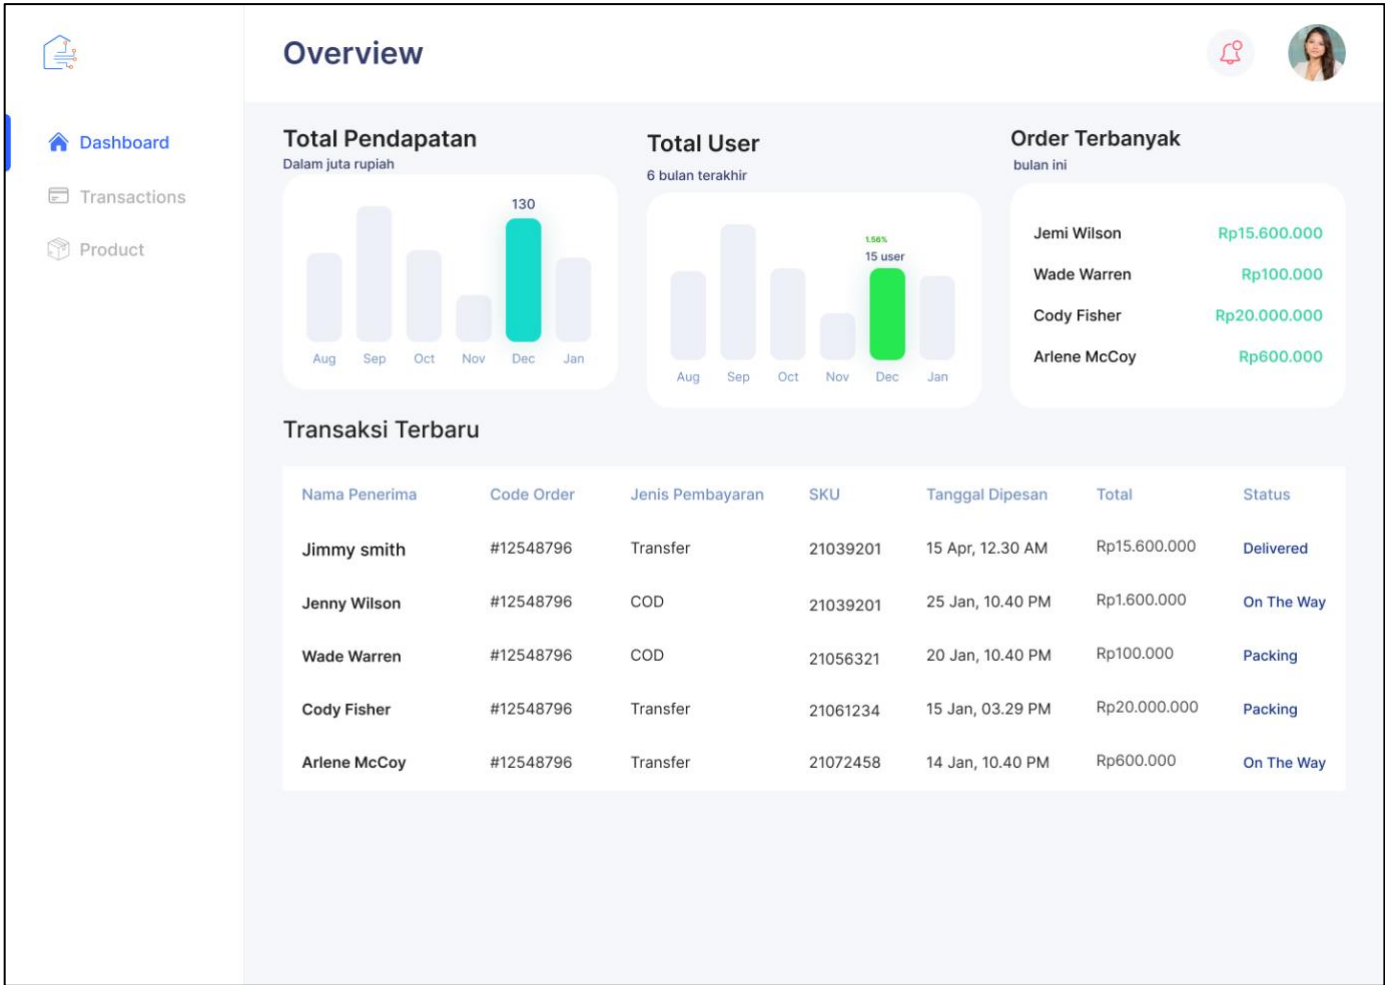 Overview
Dashboard
Transactions
Product
Total Pendapatan
Dalam juta rupiah
130
Aug Sep Oct Nov Dec Jan
Total User
6 bulan terakhir
1.56%
15 user
Aug Sep Oct Nov Dec Jan
Order Terbanyak
bulan ini
Jemi Wilson Rp15.600.000
Wade Warren Rp100.000
Cody Fisher Rp20.000.000
Arlene McCoy Rp600.000
Transaksi Terbaru
Nama Penerima Code Order Jenis Pembayaran SKU Tanggal Dipesan Total Status
Jimmy smith #12548796 Transfer 21039201 15 Apr, 12.30 AM Rp15.600.000 Delivered
Jenny Wilson #12548796 COD 21039201 25 Jan, 10.40 PM Rp1.600.000 On The Way
Wade Warren #12548796 COD 21056321 20 Jan, 10.40 PM Rp100.000 Packing
Cody Fisher #12548796 Transfer 21061234 15 Jan, 03.29 PM Rp20.000.000 Packing
Arlene McCoy #12548796 Transfer 21072458 14 Jan, 10.40 PM Rp600.000 On The Way